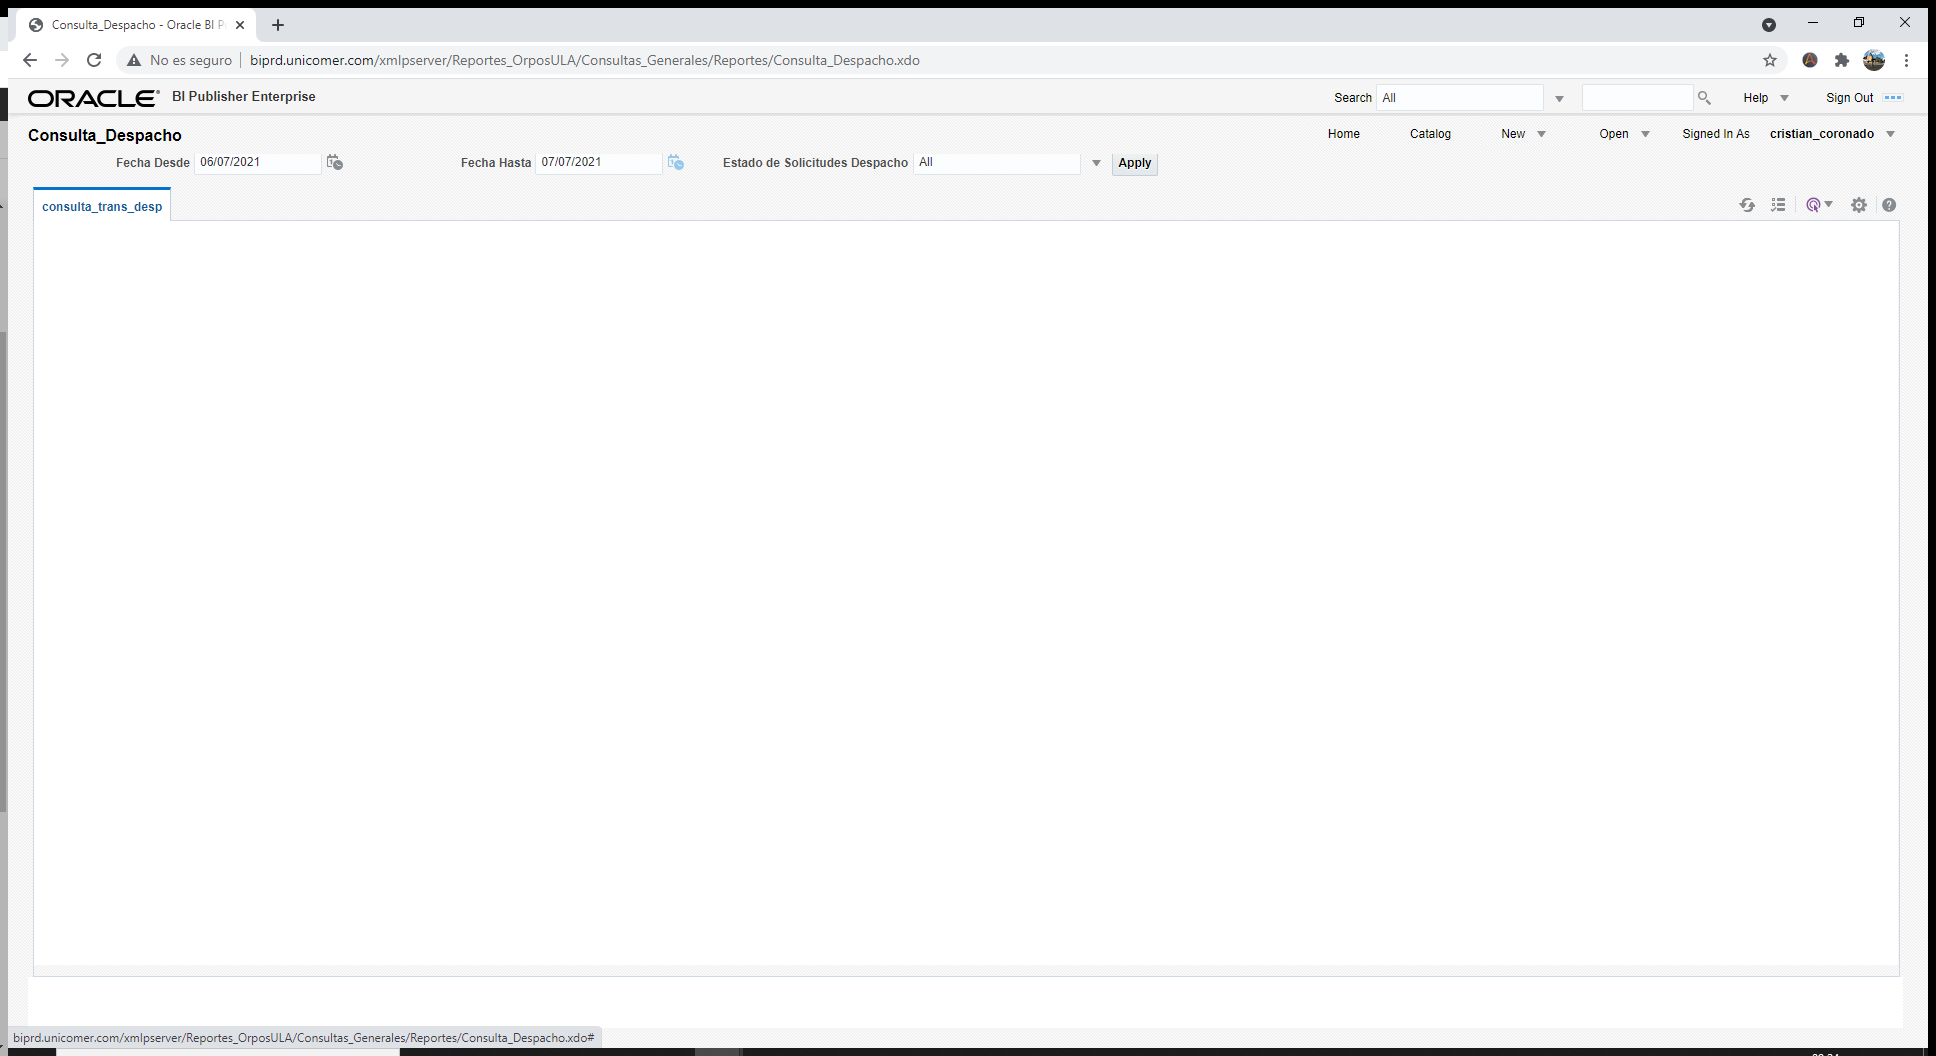 Consulta_Despacho - Oracle BI P
No es seguro | biprd.unicomer.com/xmlpserver/Reportes_OrposULA/Consultas_Generales/Reportes/Consulta_Despacho.xdo
ORACLE BI Publisher Enterprise Search All Help Sign Out
Consulta_Despacho Home Catalog New Open Signed In As cristian_coronado
Fecha Desde 06/07/2021 Fecha Hasta 07/07/2021 Estado de Solicitudes Despacho All Apply
consulta_trans_desp
biprd.unicomer.com/xmlpserver/Reportes_OrposULA/Consultas_Generales/Reportes/Consulta_Despacho.xdo#